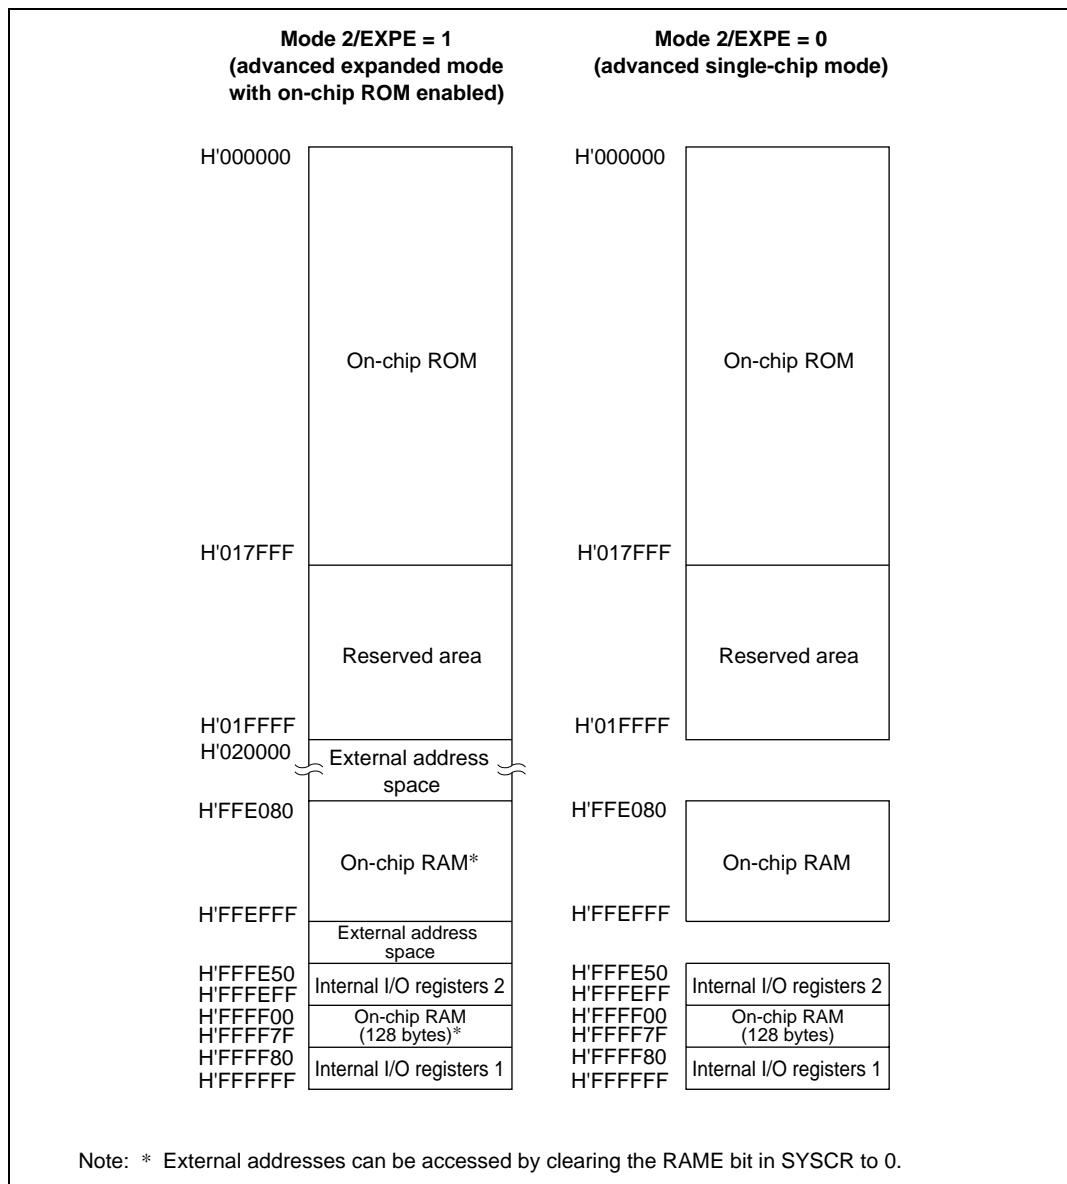 Mode 2/EXPE = 1
(advanced expanded mode
with on-chip ROM enabled)
Mode 2/EXPE = 0
(advanced single-chip mode)
H'000000
On-chip ROM
H'017FFF
Reserved area
H'01FFFF
H'020000
External address
space
H'FFE080
On-chip RAM*
H'FFEFFF
External address
space
H'FFFE50
Internal I/O registers 2
H'FFFEFF
H'FFFF00
On-chip RAM
(128 bytes)*
H'FFFF7F
H'FFFF80
Internal I/O registers 1
H'FFFFFF
H'000000
On-chip ROM
H'017FFF
Reserved area
H'01FFFF
H'FFE080
On-chip RAM
H'FFEFFF
H'FFFE50
Internal I/O registers 2
H'FFFEFF
H'FFFF00
On-chip RAM
(128 bytes)
H'FFFF7F
H'FFFF80
Internal I/O registers 1
H'FFFFFF
Note: * External addresses can be accessed by clearing the RAME bit in SYSCR to 0.